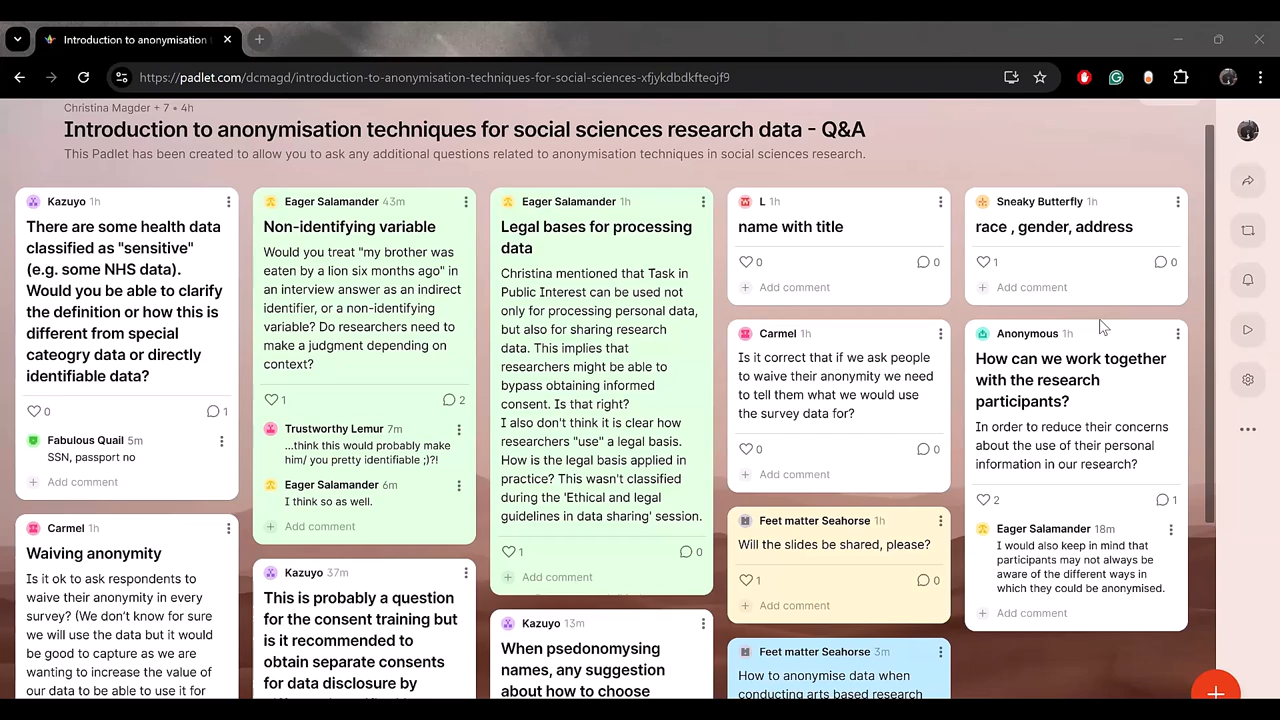 Introduction to anonymisation
https://padlet.com/dcmagd/introduction-to-anonymisation-techniques-for-social-sciences-xfjykdbdkfteojf9
Christina Magder + 7 • 4h
Introduction to anonymisation techniques for social sciences research data - Q&A
This Padlet has been created to allow you to ask any additional questions related to anonymisation techniques in social sciences research.
Kazuyo 1h
There are some health data
classified as "sensitive"
(e.g. some NHS data).
Would you be able to clarify
the definition or how this is
different from special
cateogry data or directly
identifiable data?
0 1
Fabulous Quail 5m
SSN, passport no
Add comment
Carmel 1h
Waiving anonymity
Is it ok to ask respondents to
waive their anonymity in every
survey? (We don't know for sure
we will use the data but it would
be good to capture as we are
wanting to increase the value of
our data to be able to use it for
Eager Salamander 43m
Non-identifying variable
Would you treat "my brother was
eaten by a lion six months ago" in
an interview answer as an indirect
identifier, or a non-identifying
variable? Do researchers need to
make a judgment depending on
context?
1 2
Trustworthy Lemur 7m
...think this would probably make
him/ you pretty identifiable ;)?!
Eager Salamander 6m
I think so as well.
Add comment
Kazuyo 37m
This is probably a question
for the consent training but
is it recommended to
obtain separate consents
for data disclosure by
Eager Salamander 1h
Legal bases for processing
data
Christina mentioned that Task in
Public Interest can be used not
only for processing personal data,
but also for sharing research
data. This implies that
researchers might be able to
bypass obtaining informed
consent. Is that right?
I also don't think it is clear how
researchers "use" a legal basis.
How is the legal basis applied in
practice? This wasn't classified
during the 'Ethical and legal
guidelines in data sharing' session.
1 0
Add comment
Kazuyo 13m
When psedonomysing
names, any suggestion
about how to choose
L 1h
name with title
0 0
Add comment
Carmel 1h
Is it correct that if we ask people
to waive their anonymity we need
to tell them what we would use
the survey data for?
0 0
Add comment
Feet matter Seahorse 1h
Will the slides be shared, please?
1 0
Add comment
Feet matter Seahorse 3m
How to anonymise data when
conducting arts based research
Sneaky Butterfly 1h
race , gender, address
1 0
Add comment
Anonymous 1h
How can we work together
with the research
participants?
In order to reduce their concerns
about the use of their personal
information in our research?
2 1
Eager Salamander 18m
I would also keep in mind that
participants may not always be
aware of the different ways in
which they could be anonymised.
Add comment